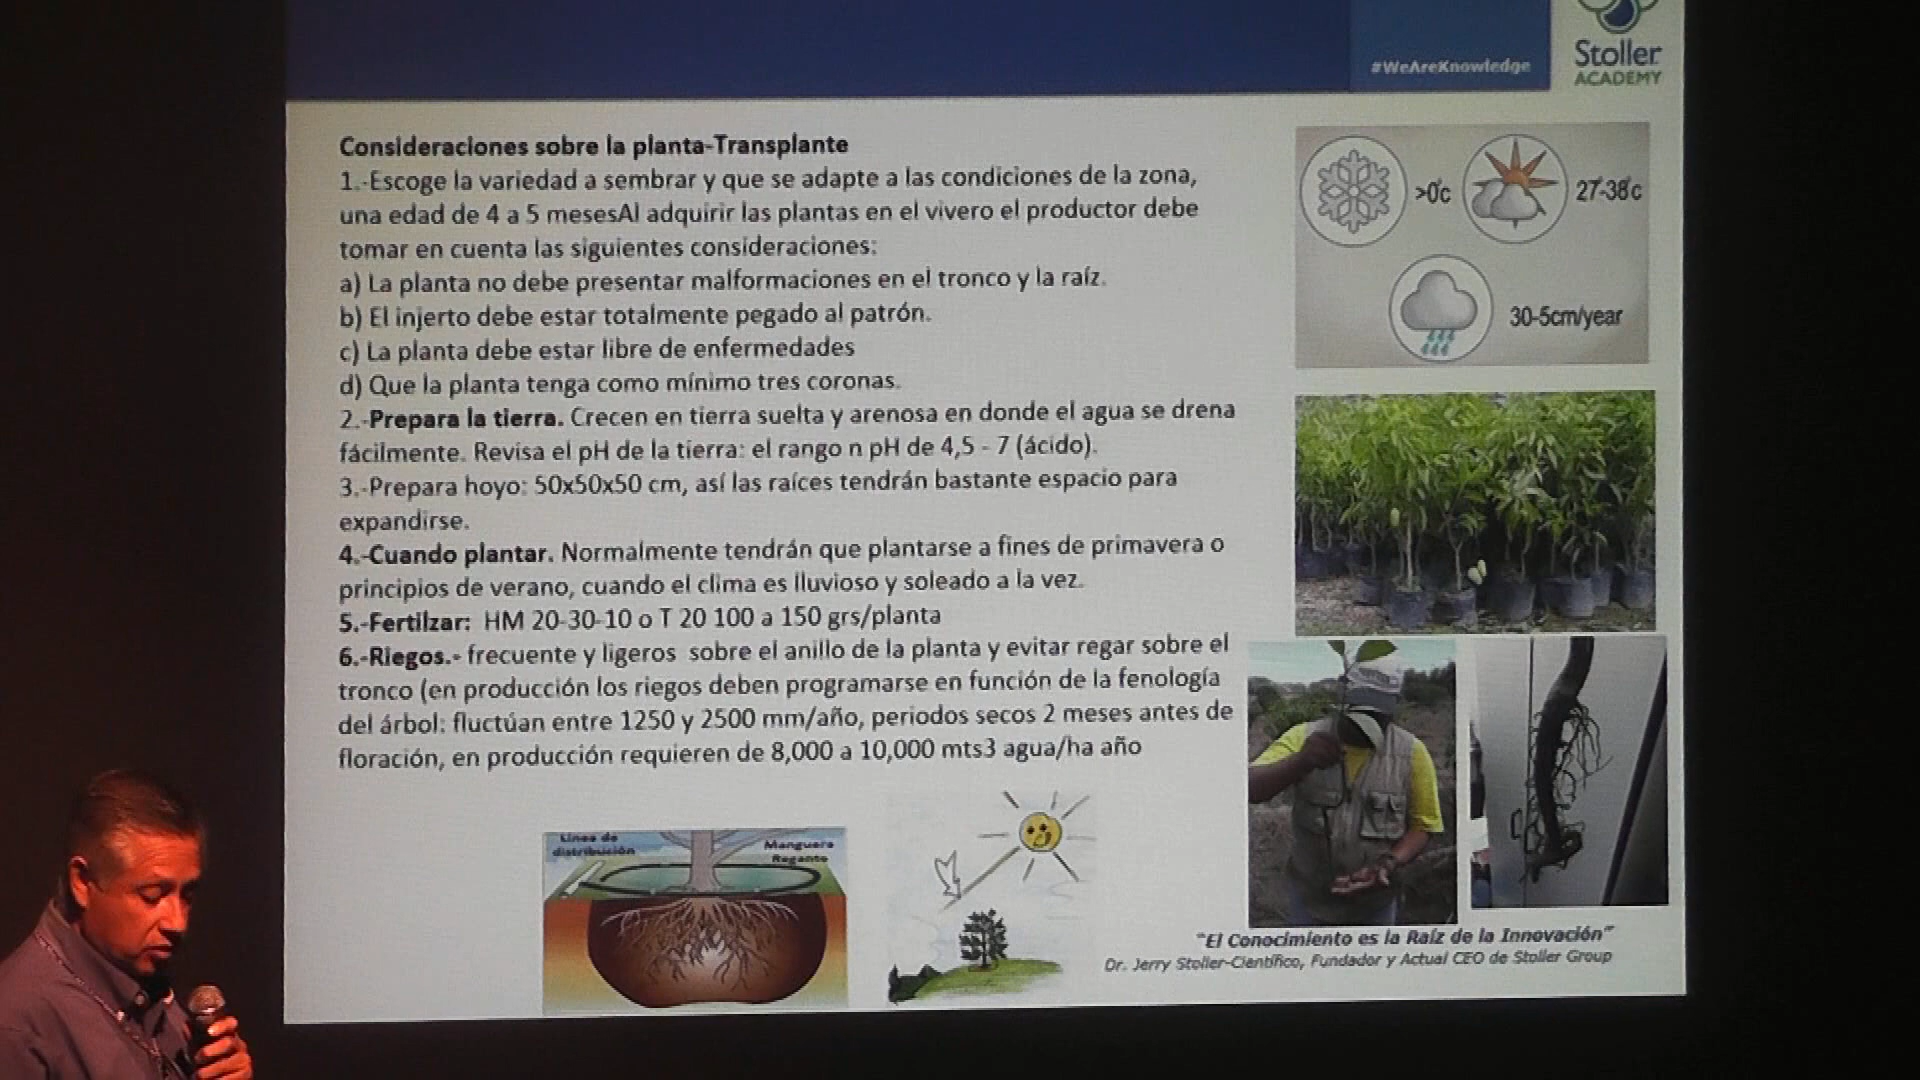 #WeAreKnowledge
Stoller
ACADEMY
Consideraciones sobre la planta-Transplante
1.-Escoge la variedad a sembrar y que se adapte a las condiciones de la zona,
una edad de 4 a 5 mesesAl adquirir las plantas en el vivero el productor debe
tomar en cuenta las siguientes consideraciones:
a) La planta no debe presentar malformaciones en el tronco y la raíz.
b) El injerto debe estar totalmente pegado al patrón.
c) La planta debe estar libre de enfermedades
d) Que la planta tenga como mínimo tres coronas.
2.-Prepara la tierra. Crecen en tierra suelta y arenosa en donde el agua se drena
fácilmente. Revisa el pH de la tierra: el rango n pH de 4,5 - 7 (ácido).
3.-Prepara hoyo: 50x50x50 cm, así las raíces tendrán bastante espacio para
expandirse.
4.-Cuando plantar. Normalmente tendrán que plantarse a fines de primavera o
principios de verano, cuando el clima es lluvioso y soleado a la vez.
5.-Fertilzar: HM 20-30-10 o T 20 100 a 150 grs/planta
6.-Riegos.- frecuente y ligeros sobre el anillo de la planta y evitar regar sobre el
tronco (en producción los riegos deben programarse en función de la fenología
del árbol: fluctúan entre 1250 y 2500 mm/año, periodos secos 2 meses antes de
floración, en producción requieren de 8,000 a 10,000 mts3 agua/ha año
>0°c
27-38°c
30-5cm/year
Línea de
distribución
Manguera
Regante
"El Conocimiento es la Raíz de la Innovación"
Dr. Jerry Stoller-Científico, Fundador y Actual CEO de Stoller Group